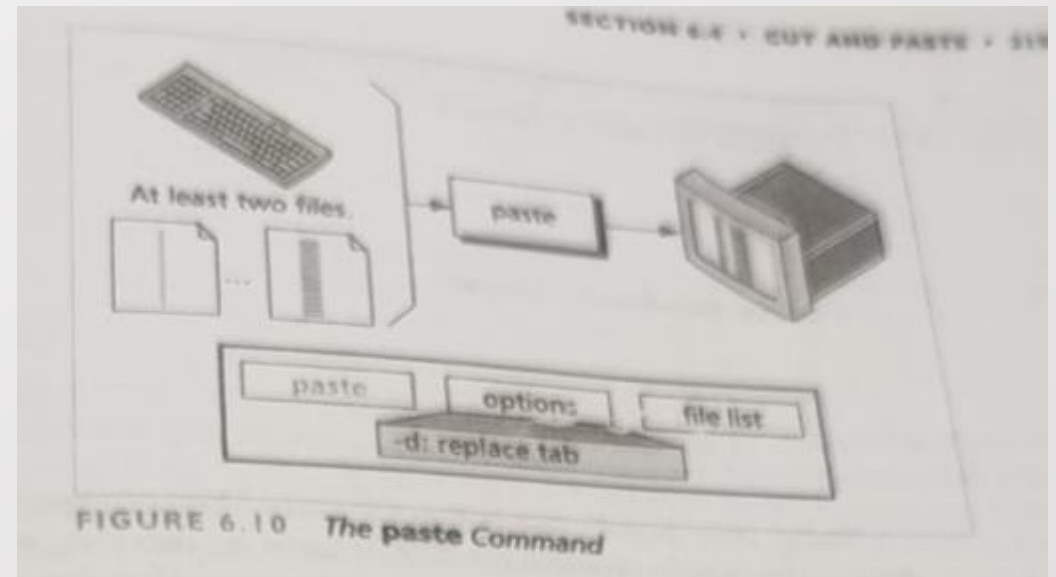 SECTION 6.4 • CUT AND PASTE •
At least two files.
...
paste
paste
options
file list
-d: replace tab
FIGURE 6.10 The paste Command